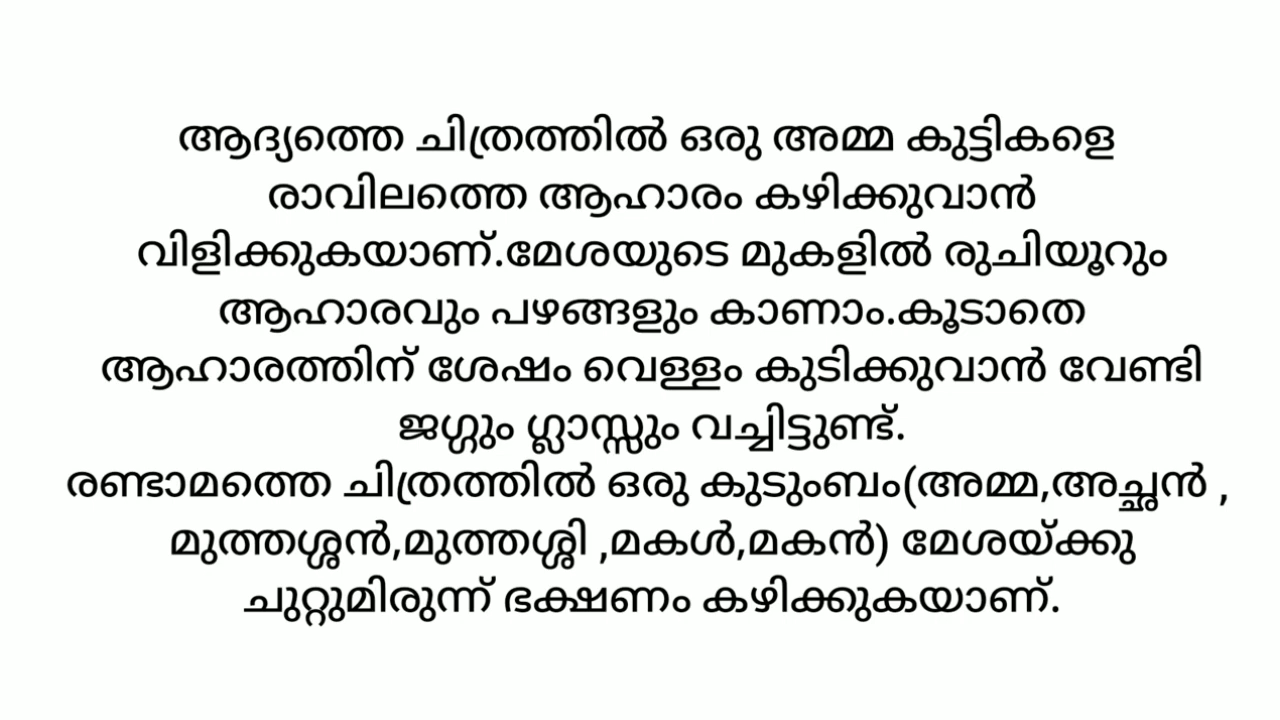 ആദ്യത്തെ ചിത്രത്തിൽ ഒരു അമ്മ കുട്ടികളെ
രാവിലത്തെ ആഹാരം കഴിക്കുവാൻ
വിളിക്കുകയാണ്.മേശയുടെ മുകളിൽ രുചിയൂറും
ആഹാരവും പഴങ്ങളും കാണാം.കൂടാതെ
ആഹാരത്തിന് ശേഷം വെള്ളം കുടിക്കുവാൻ വേണ്ടി
ജഗ്ഗും ഗ്ലാസ്സും വച്ചിട്ടുണ്ട്.
രണ്ടാമത്തെ ചിത്രത്തിൽ ഒരു കുടുംബം(അമ്മ,അച്ഛൻ ,
മുത്തശ്ശൻ,മുത്തശ്ശി ,മകൾ,മകൻ) മേശയ്ക്കു
ചുറ്റുമിരുന്ന് ഭക്ഷണം കഴിക്കുകയാണ്.